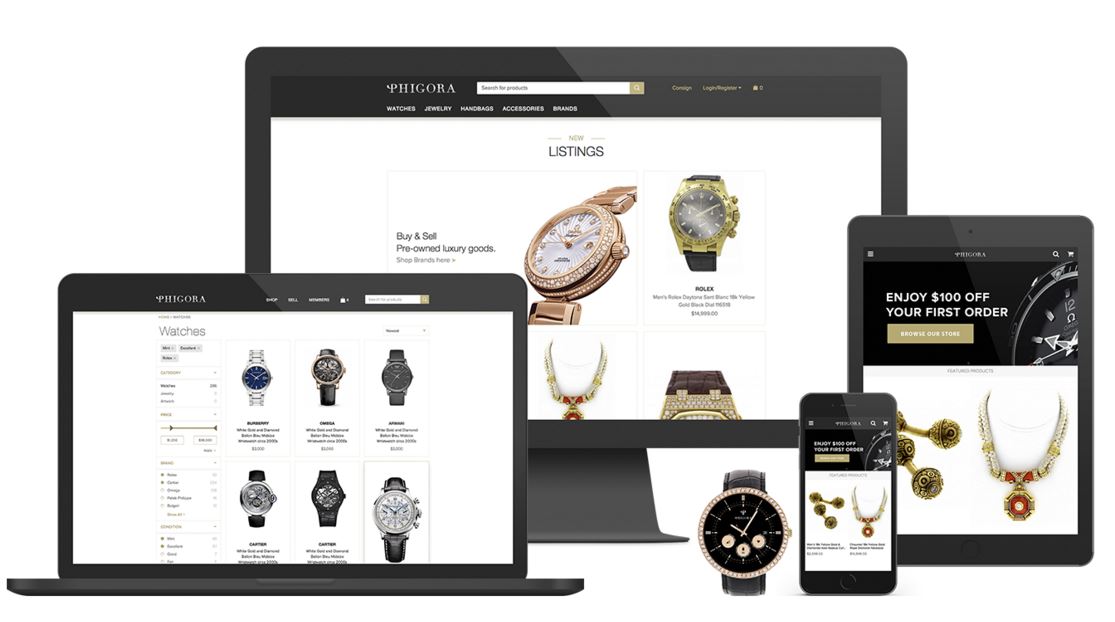 PHIGORA
Search for products
Consign
Login/Register
0
WATCHES JEWELRY HANDBAGS ACCESSORIES BRANDS
NEW
LISTINGS
Buy & Sell
Pre-owned luxury goods.
Shop Brands here >
ROLEX
Men's Rolex Daytona Sant Blanc 18k Yellow
Gold Black Dial 116518
$14,999.00
PHIGORA
SHOP SELL MEMBERS
Search for products
HOME > WATCHES
Watches
Newest
Mint ×
Excellent ×
Rolex ×
CATEGORY
Watches
Jewelry
Artwork
PRICE
BRAND
Rolex
Cartier
Omega
Patek Philippe
Bulgari
Show All
CONDITION
Mint
Excellent
Good
Fair
BURBERRY
White Gold and Diamond
Ballon Bleu Midsize
Wristwatch circa 2000s
$3,000
OMEGA
White Gold and Diamond
Ballon Bleu Midsize
Wristwatch circa 2000s
$3,000
ARMARI
White Gold and Diamond
Ballon Bleu Midsize
Wristwatch circa 2000s
$3,000
CARTIER
White Gold and Diamond
Ballon Bleu Midsize
Wristwatch circa 2000s
CARTIER
White Gold and Diamond
Ballon Bleu Midsize
Wristwatch circa 2000s
PHIGORA
ENJOY $100 OFF
YOUR FIRST ORDER
BROWSE OUR STORE
FEATURED PRODUCTS
OMEGA
PHIGORA
ENJOY $100 OFF
YOUR FIRST ORDER
FEATURED PRODUCTS